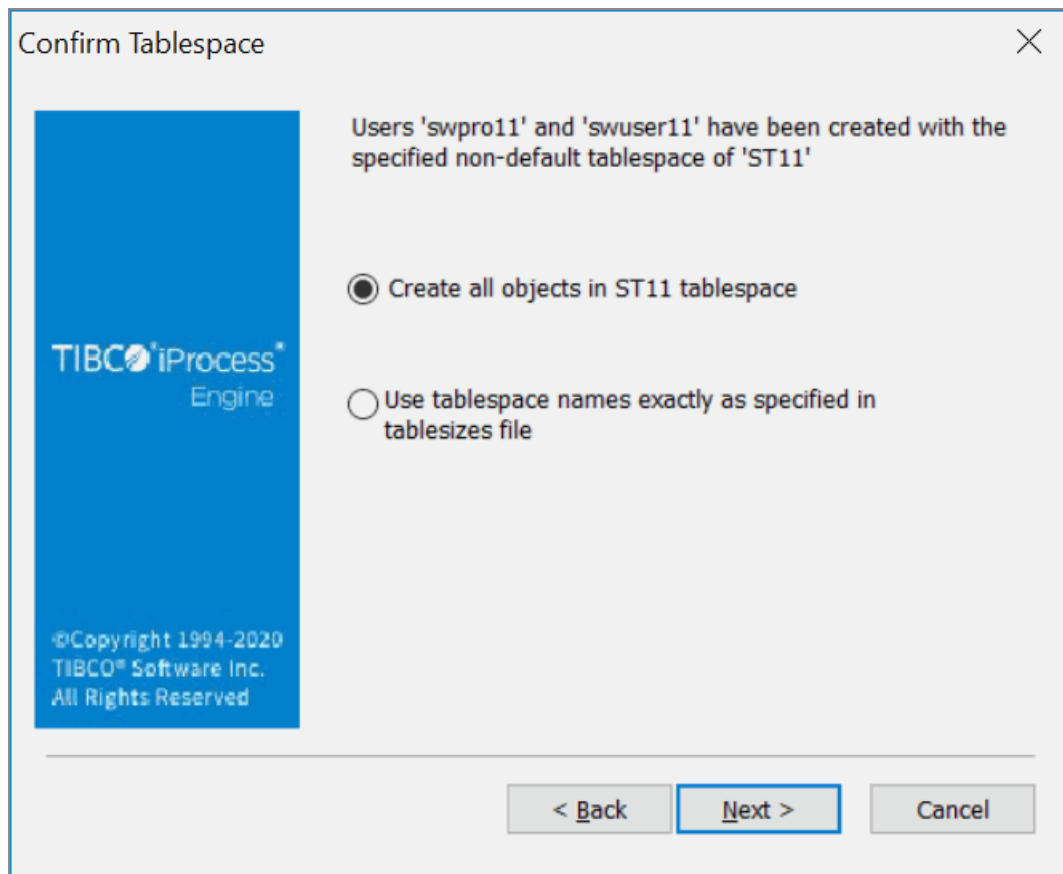 Confirm Tablespace
Users 'swpro11' and 'swuser11' have been created with the
specified non-default tablespace of 'ST11'
Create all objects in ST11 tablespace
Use tablespace names exactly as specified in
tablesizes file
TIBCO® iProcess®
Engine
©Copyright 1994-2020
TIBCO® Software Inc.
All Rights Reserved
< Back
Next >
Cancel